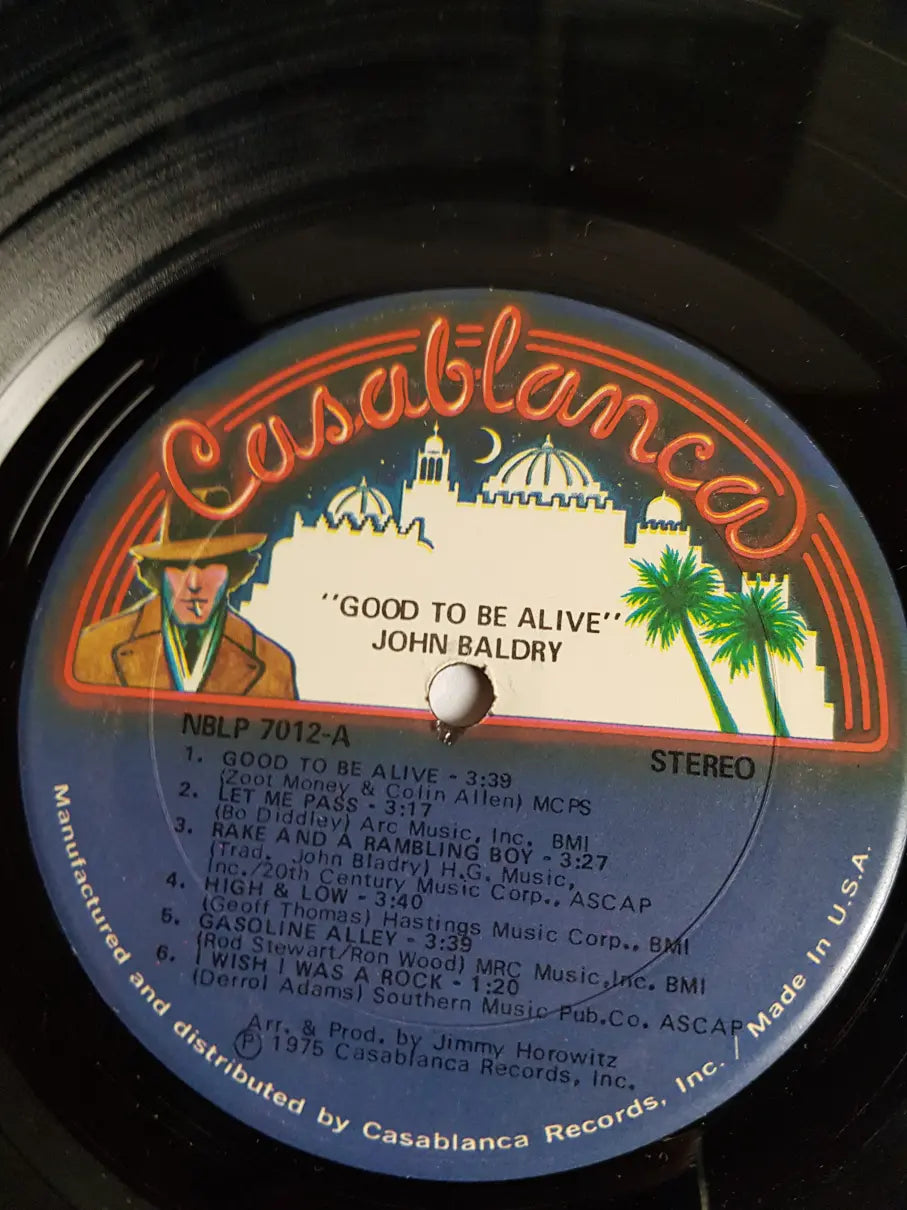 Casablanca
"GOOD TO BE ALIVE"
JOHN BALDRY
NBLP 7012-A
STEREO
1. GOOD TO BE ALIVE - 3:39
(Zoot Money & Colin Allen) MCPS
2. LET ME PASS - 3:17
(Bo Diddley) Arc Music, Inc. BMI
3. RAKE AND A RAMBLING BOY - 3:27
(Trad. John Bladry) H.G. Music,
Inc./20th Century Music Corp., ASCAP
4. HIGH & LOW - 3:40
(Geoff Thomas) Hastings Music Corp., BMI
5. GASOLINE ALLEY - 3:39
(Rod Stewart/Ron Wood) MRC Music,Inc. BMI
6. I WISH I WAS A ROCK - 1:20
(Derrol Adams) Southern Music Pub.Co. ASCAP
Arr. & Prod. by Jimmy Horowitz
℗ 1975 Casablanca Records, Inc.
Manufactured and distributed by Casablanca Records, Inc. / Made In U.S.A.